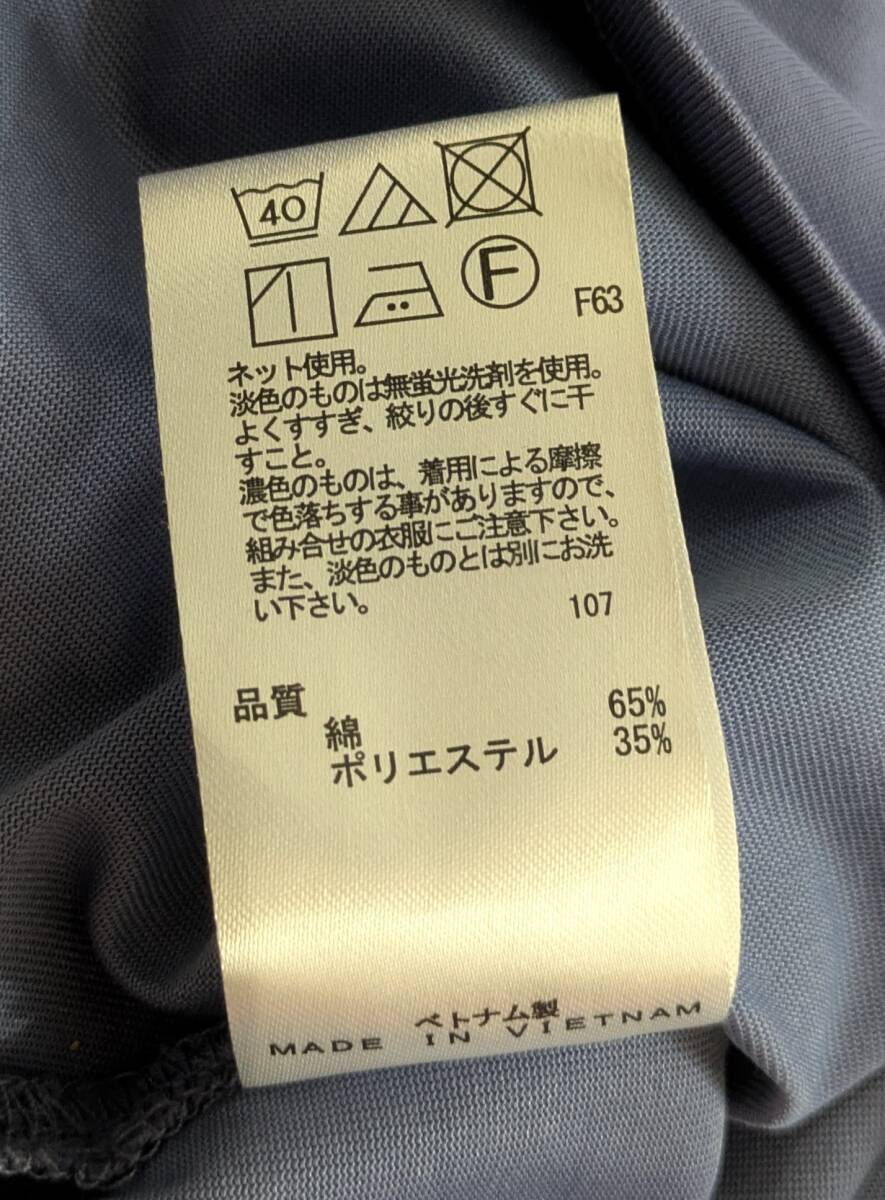 40
F
F63
ネット使用。
淡色のものは無蛍光洗剤を使用。
よくすすぎ、絞りの後すぐに干
すこと。
濃色のものは、着用による摩擦
で色落ちする事がありますので、
組み合せの衣服にご注意下さい。
また、淡色のものとは別にお洗
い下さい。
107
品質
綿 65%
ポリエステル 35%
ベトナム製
MADE IN VIETNAM